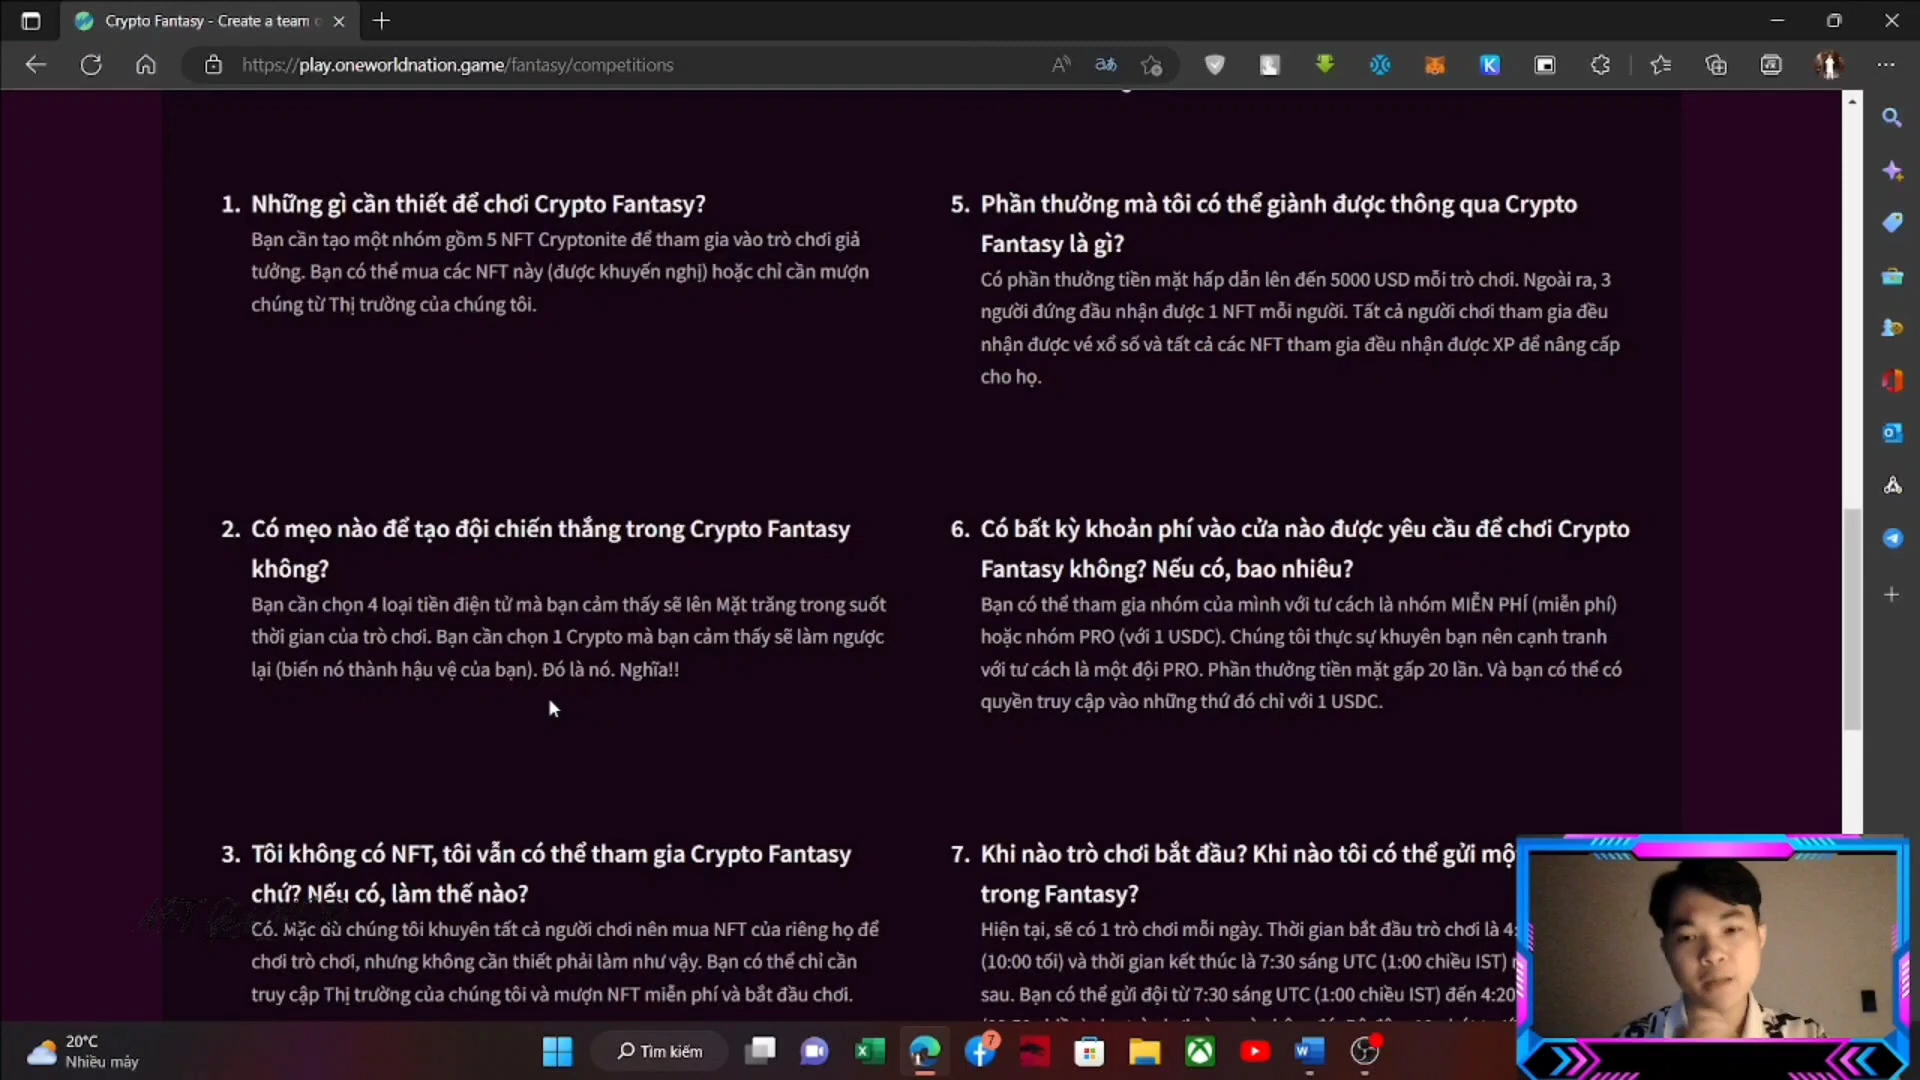 Crypto Fantasy - Create a team o
https://play.oneworldnation.game/fantasy/competitions
1. Những gì cần thiết để chơi Crypto Fantasy?
Bạn cần tạo một nhóm gồm 5 NFT Cryptonite để tham gia vào trò chơi giả
tưởng. Bạn có thể mua các NFT này (được khuyến nghị) hoặc chỉ cần mượn
chúng từ Thị trường của chúng tôi.
2. Có mẹo nào để tạo đội chiến thắng trong Crypto Fantasy
không?
Bạn cần chọn 4 loại tiền điện tử mà bạn cảm thấy sẽ lên Mặt trăng trong suốt
thời gian của trò chơi. Bạn cần chọn 1 Crypto mà bạn cảm thấy sẽ làm ngược
lại (biến nó thành hậu vệ của bạn). Đó là nó. Nghĩa!!
3. Tôi không có NFT, tôi vẫn có thể tham gia Crypto Fantasy
chứ? Nếu có, làm thế nào?
Có. Mặc dù chúng tôi khuyên tất cả người chơi nên mua NFT của riêng họ để
chơi trò chơi, nhưng không cần thiết phải làm như vậy. Bạn có thể chỉ cần
truy cập Thị trường của chúng tôi và mượn NFT miễn phí và bắt đầu chơi.
5. Phần thưởng mà tôi có thể giành được thông qua Crypto
Fantasy là gì?
Có phần thưởng tiền mặt hấp dẫn lên đến 5000 USD mỗi trò chơi. Ngoài ra, 3
người đứng đầu nhận được 1 NFT mỗi người. Tất cả người chơi tham gia đều
nhận được vé xổ số và tất cả các NFT tham gia đều nhận được XP để nâng cấp
cho họ.
6. Có bất kỳ khoản phí vào cửa nào được yêu cầu để chơi Crypto
Fantasy không? Nếu có, bao nhiêu?
Bạn có thể tham gia nhóm của mình với tư cách là nhóm MIỄN PHÍ (miễn phí)
hoặc nhóm PRO (với 1 USDC). Chúng tôi thực sự khuyên bạn nên cạnh tranh
với tư cách là một đội PRO. Phần thưởng tiền mặt gấp 20 lần. Và bạn có thể có
quyền truy cập vào những thứ đó chỉ với 1 USDC.
7. Khi nào trò chơi bắt đầu? Khi nào tôi có thể gửi mộ
trong Fantasy?
Hiện tại, sẽ có 1 trò chơi mỗi ngày. Thời gian bắt đầu trò chơi là 4:
(10:00 tối) và thời gian kết thúc là 7:30 sáng UTC (1:00 chiều IST)
sau. Bạn có thể gửi đội từ 7:30 sáng UTC (1:00 chiều IST) đến 4:20
20°C
Nhiều mây
Tìm kiếm
7